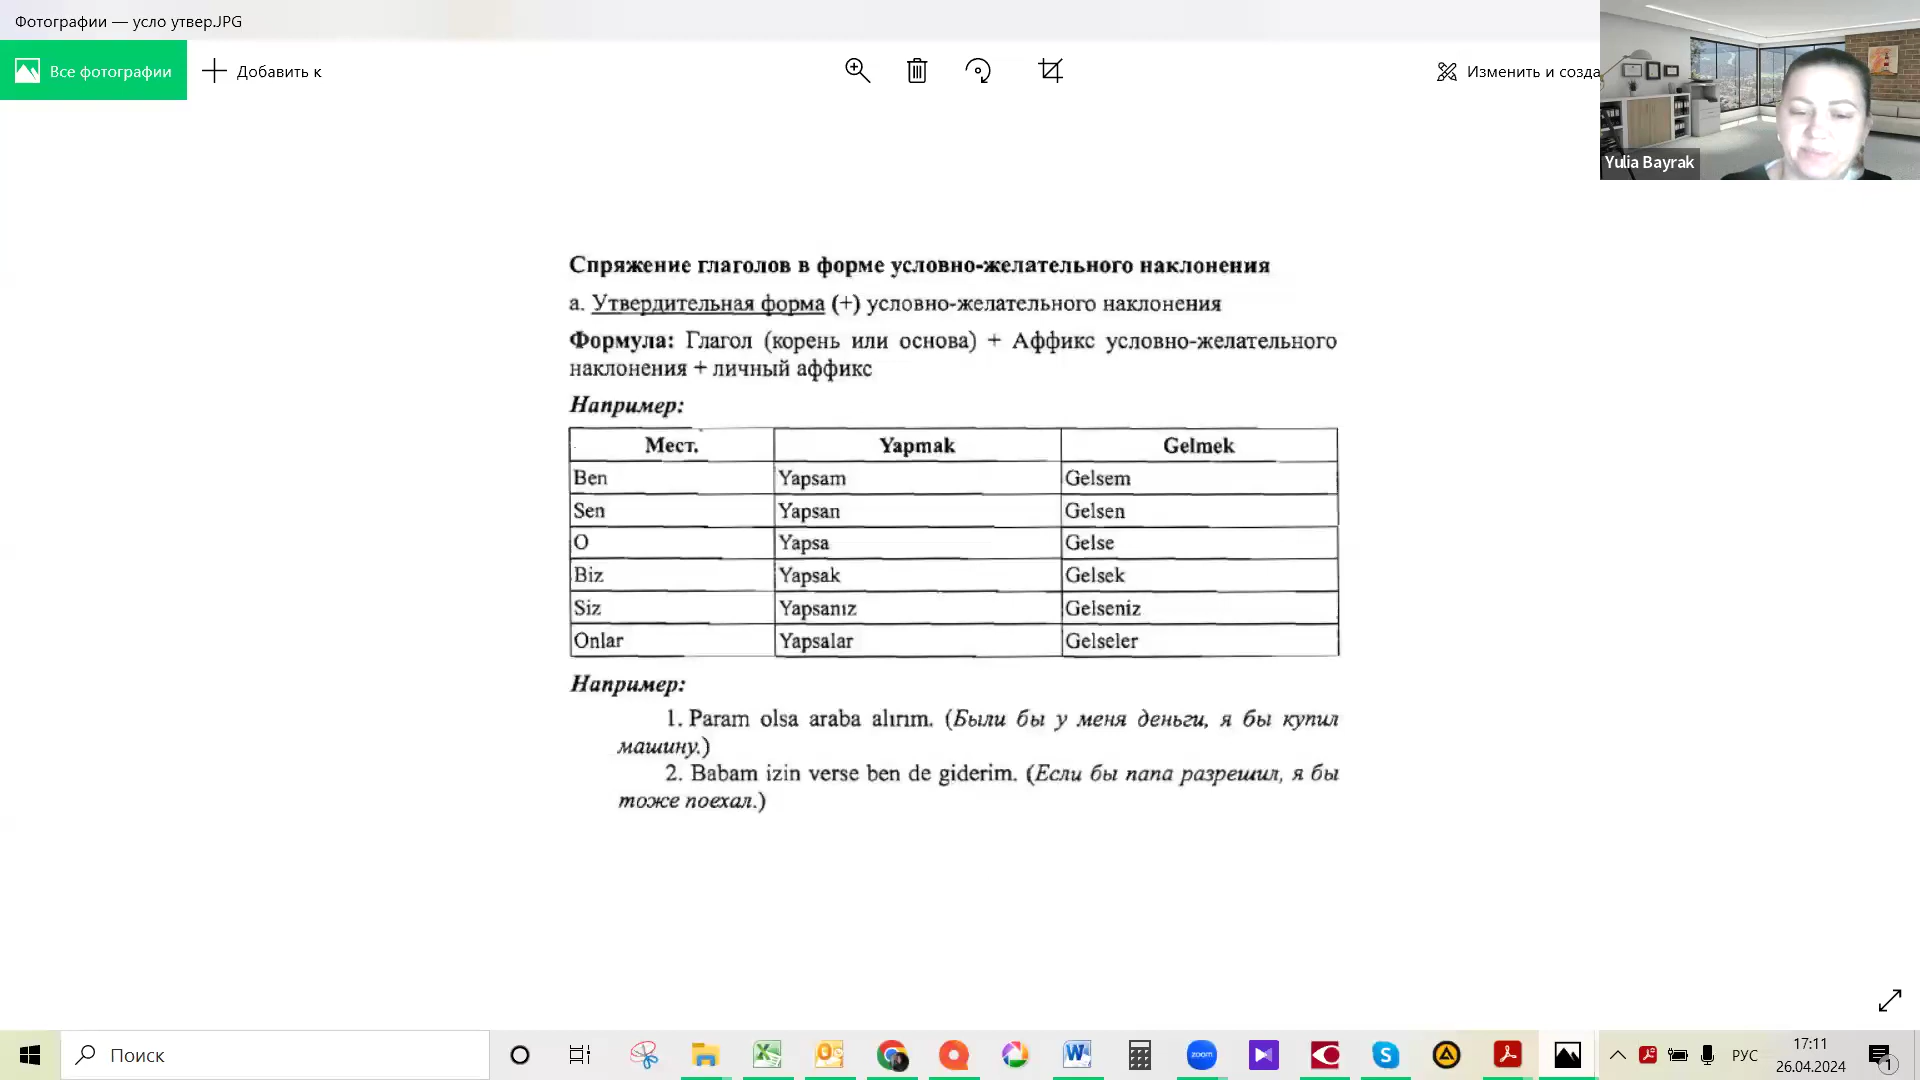 Фотографии — усло утвер.JPG
Все фотографии
Добавить к
Изменить и созда
Yulia Bayrak
Спряжение глаголов в форме условно-желательного наклонения
а. Утвердительная форма (+) условно-желательного наклонения
Формула: Глагол (корень или основа) + Аффикс условно-желательного
наклонения + личный аффикс
Например:
Мест. Yapmak Gelmek
Ben Yapsam Gelsem
Sen Yapsan Gelsen
O Yapsa Gelse
Biz Yapsak Gelsek
Siz Yapsanız Gelseniz
Onlar Yapsalar Gelseler
Например:
1. Param olsa araba alırım. (Были бы у меня деньги, я бы купил
машину.)
2. Babam izin verse ben de giderim. (Если бы папа разрешил, я бы
тоже поехал.)
Поиск
zoom
РУС
17:11
26.04.2024
1